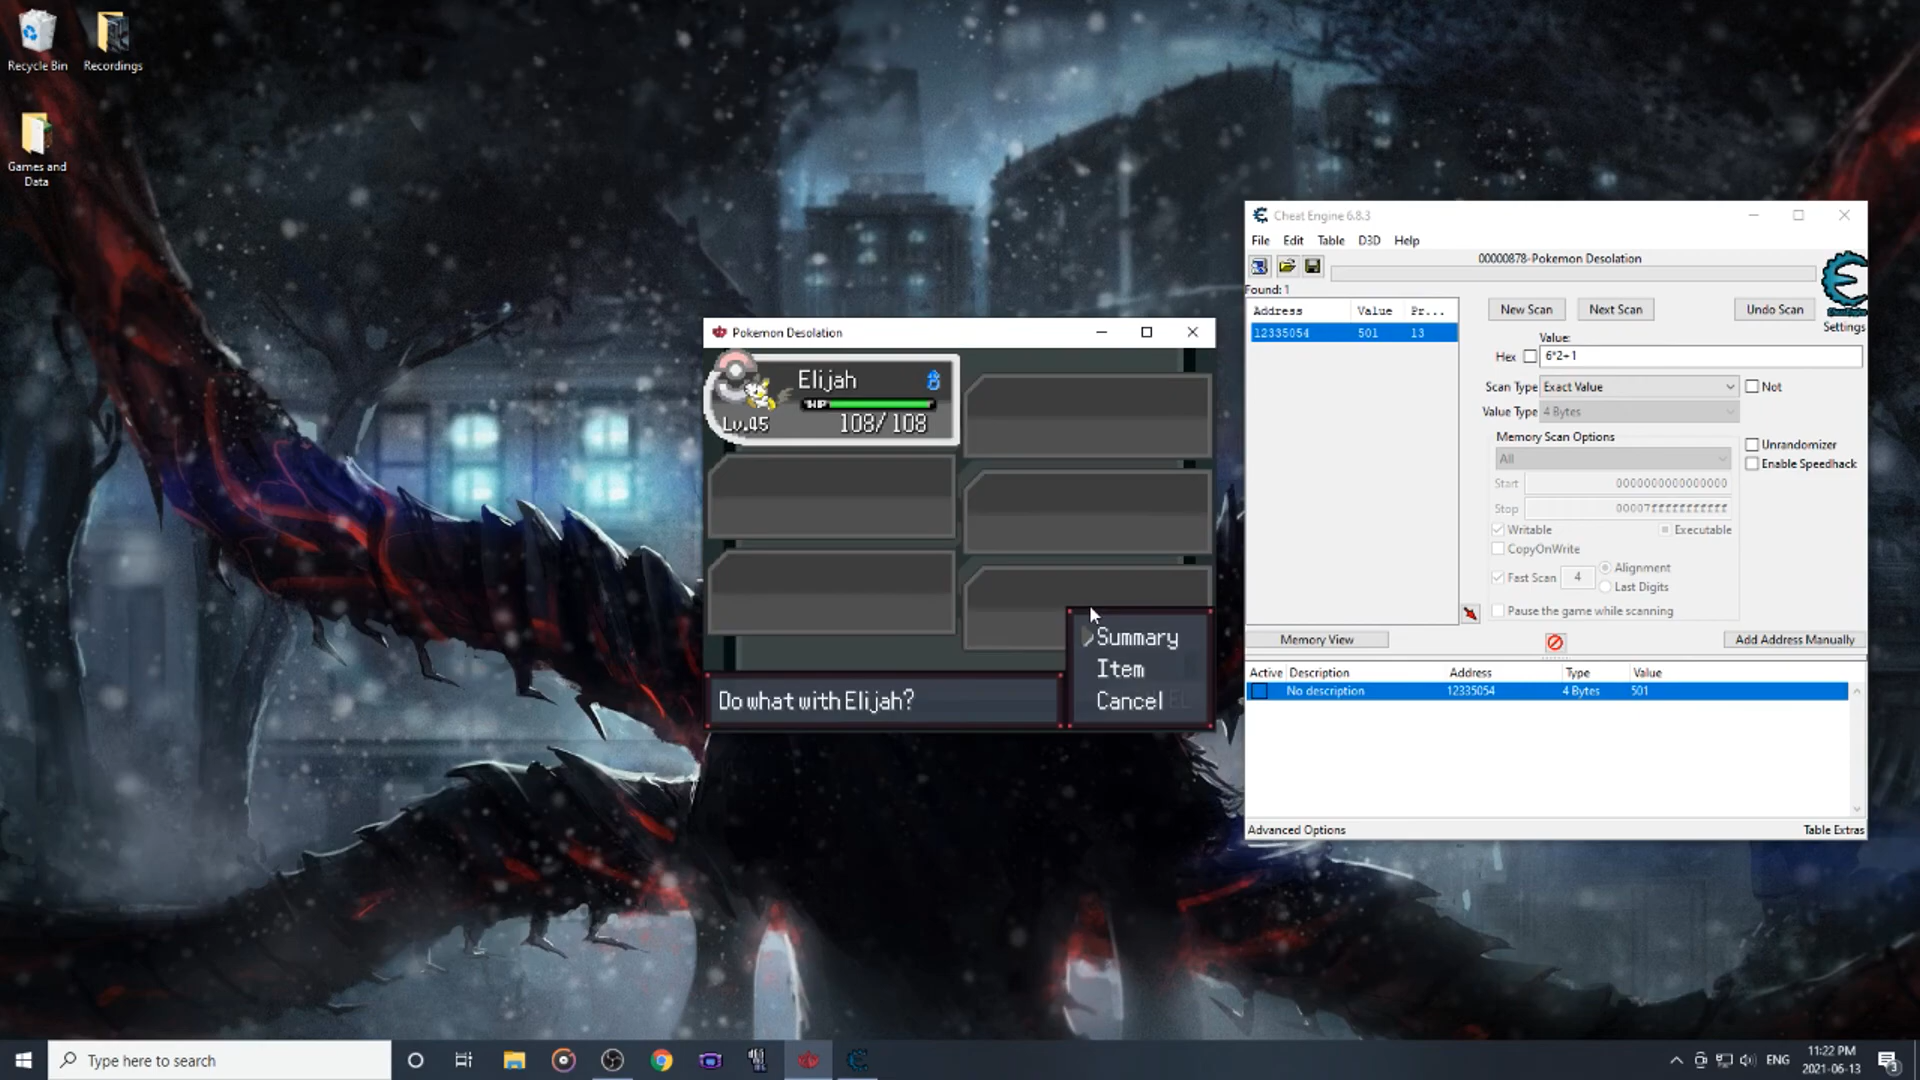 Recycle Bin
Recordings
Games and
Data
Pokemon Desolation
Elijah
HP
Lv.45
108/108
Do what with Elijah?
Summary
Item
Cancel
Cheat Engine 6.8.3
File Edit Table D3D Help
00000878-Pokemon Desolation
Found: 1
Address Value Pr...
12335054 501 13
New Scan Next Scan Undo Scan
Settings
Value:
Hex 6*2+1
Scan Type Exact Value Not
Value Type 4 Bytes
Memory Scan Options
All
Unrandomizer
Enable Speedhack
Start 0000000000000000
Stop 00007fffffffffff
Writable Executable
CopyOnWrite
Fast Scan 4 Alignment
Last Digits
Pause the game while scanning
Memory View Add Address Manually
Active Description Address Type Value
No description 12335054 4 Bytes 501
Advanced Options Table Extras
Type here to search
ENG
11:22 PM
2021-06-13
3